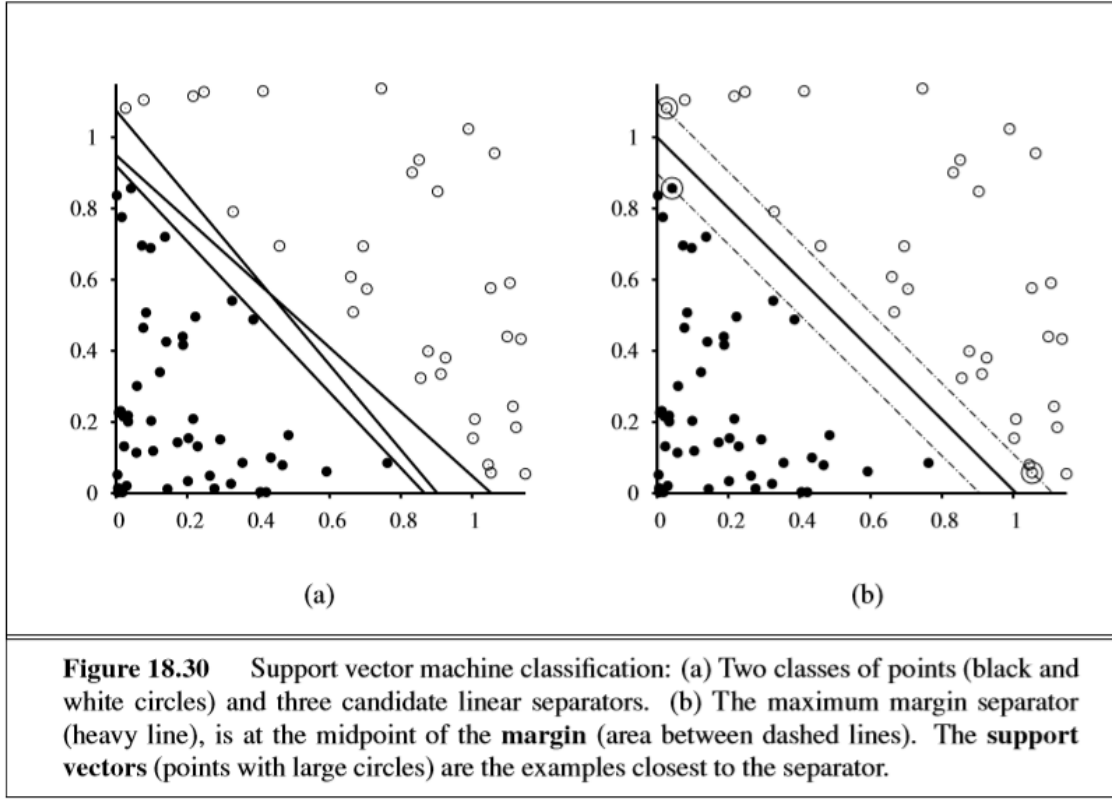 1
0.8
0.6
0.4
0.2
0
0 0.2 0.4 0.6 0.8 1
(a)
1
0.8
0.6
0.4
0.2
0
0 0.2 0.4 0.6 0.8 1
(b)
Figure 18.30 Support vector machine classification: (a) Two classes of points (black and
white circles) and three candidate linear separators. (b) The maximum margin separator
(heavy line), is at the midpoint of the margin (area between dashed lines). The support
vectors (points with large circles) are the examples closest to the separator.